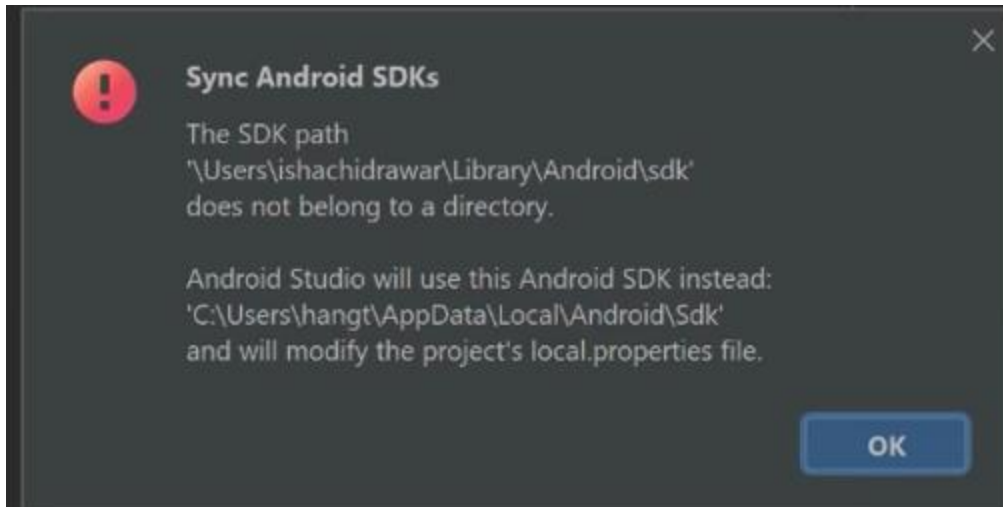 Sync Android SDKs
The SDK path
'\Users\ishachidrawar\Library\Android\sdk'
does not belong to a directory.
Android Studio will use this Android SDK instead:
'C:\Users\hangt\AppData\Local\Android\Sdk'
and will modify the project's local.properties file.
OK